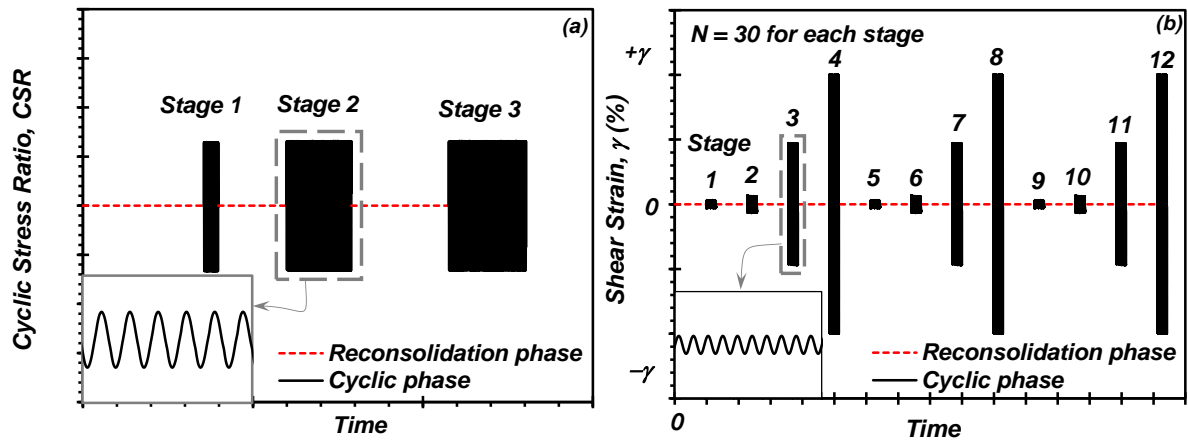 (a)
Stage 1
Stage 2
Stage 3
Cyclic Stress Ratio, CSR
Reconsolidation phase
Cyclic phase
Time
(b)
N = 30 for each stage
+γ
4
8
12
3
7
11
Stage
1
2
5
6
9
10
0
Shear Strain, γ (%)
Reconsolidation phase
Cyclic phase
−γ
0
Time